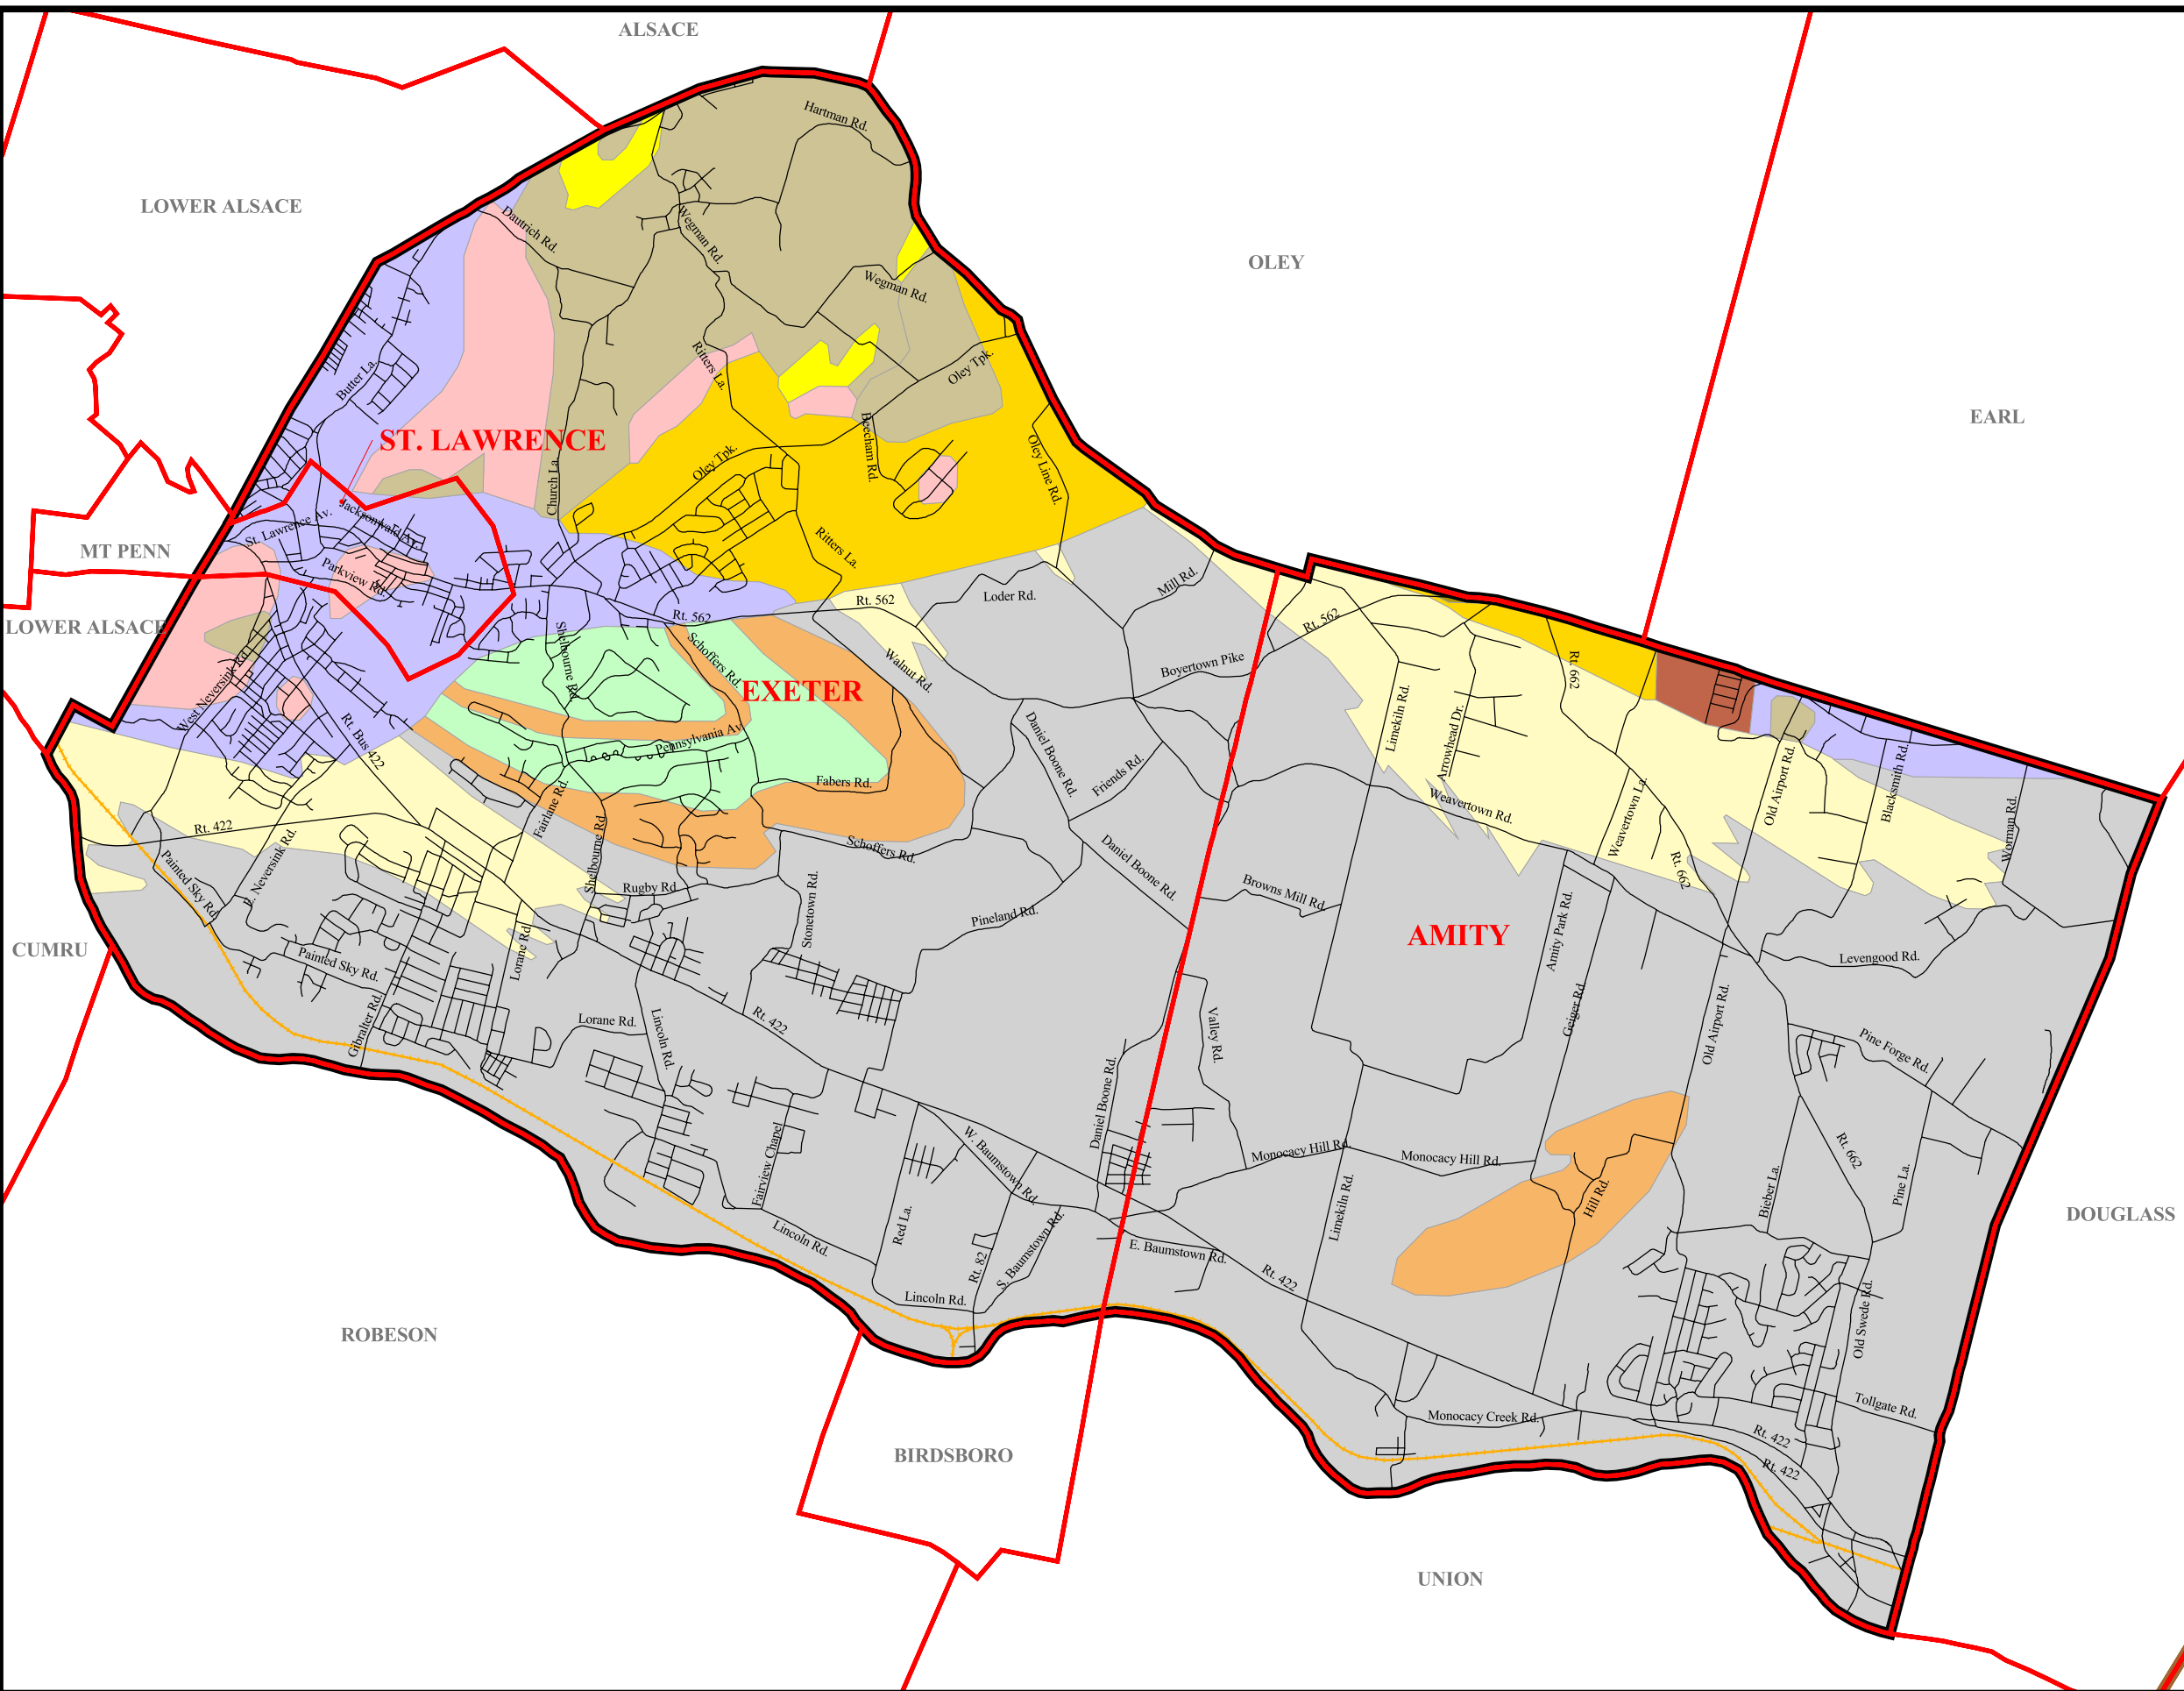 ALSACE
Hartman Rd.
LOWER ALSACE
Dautrich Rd.
Wegman Rd.
OLEY
Wegman Rd.
Ritters La.
Oley Tpk.
Butter La.
EARL
ST. LAWRENCE
Beecham Rd.
Oley Tpk.
Oley Line Rd.
Church La.
Jacksonwald Av.
St. Lawrence Av.
MT PENN
Ritters La.
Parkview Rd.
Mill Rd.
Loder Rd.
Rt. 562
Rt. 562
Rt. 562
LOWER ALSACE
Shelbourne Rd.
Schoffers Rd.
Walnut Rd.
Boyertown Pike
Rt. 662
EXETER
West Neversink Rd.
Limekiln Rd.
Arrowhead Dr.
Rt. Bus 422
Pennsylvania Av.
Daniel Boone Rd.
Friends Rd.
Fabers Rd.
Old Airport Rd.
Blacksmith Rd.
Weavertown Rd.
Weavertown La.
Fairlane Rd.
Rt. 422
Worman Rd.
E. Neversink Rd.
Shelbourne Rd.
Schoffers Rd.
Daniel Boone Rd.
Rt. 662
Painted Sky Rd.
Rugby Rd.
Browns Mill Rd.
Stonetown Rd.
Pineland Rd.
Amity Park Rd.
AMITY
CUMRU
Lorane Rd.
Painted Sky Rd.
Levengood Rd.
Geiger Rd.
Old Airport Rd.
Gibralter Rd.
Lorane Rd.
Lincoln Rd.
Rt. 422
Valley Rd.
Pine Forge Rd.
Daniel Boone Rd.
W. Baumstown Rd.
Monocacy Hill Rd.
Monocacy Hill Rd.
Rt. 662
Fairview Chapel
Bieber La.
Pine La.
Hill Rd.
Limekiln Rd.
DOUGLASS
Red La.
Lincoln Rd.
S. Baumstown Rd.
E. Baumstown Rd.
Rt. 82
Rt. 422
Lincoln Rd.
Old Swede Rd.
ROBESON
Tollgate Rd.
Monocacy Creek Rd.
Rt. 422
BIRDSBORO
Rt. 422
UNION